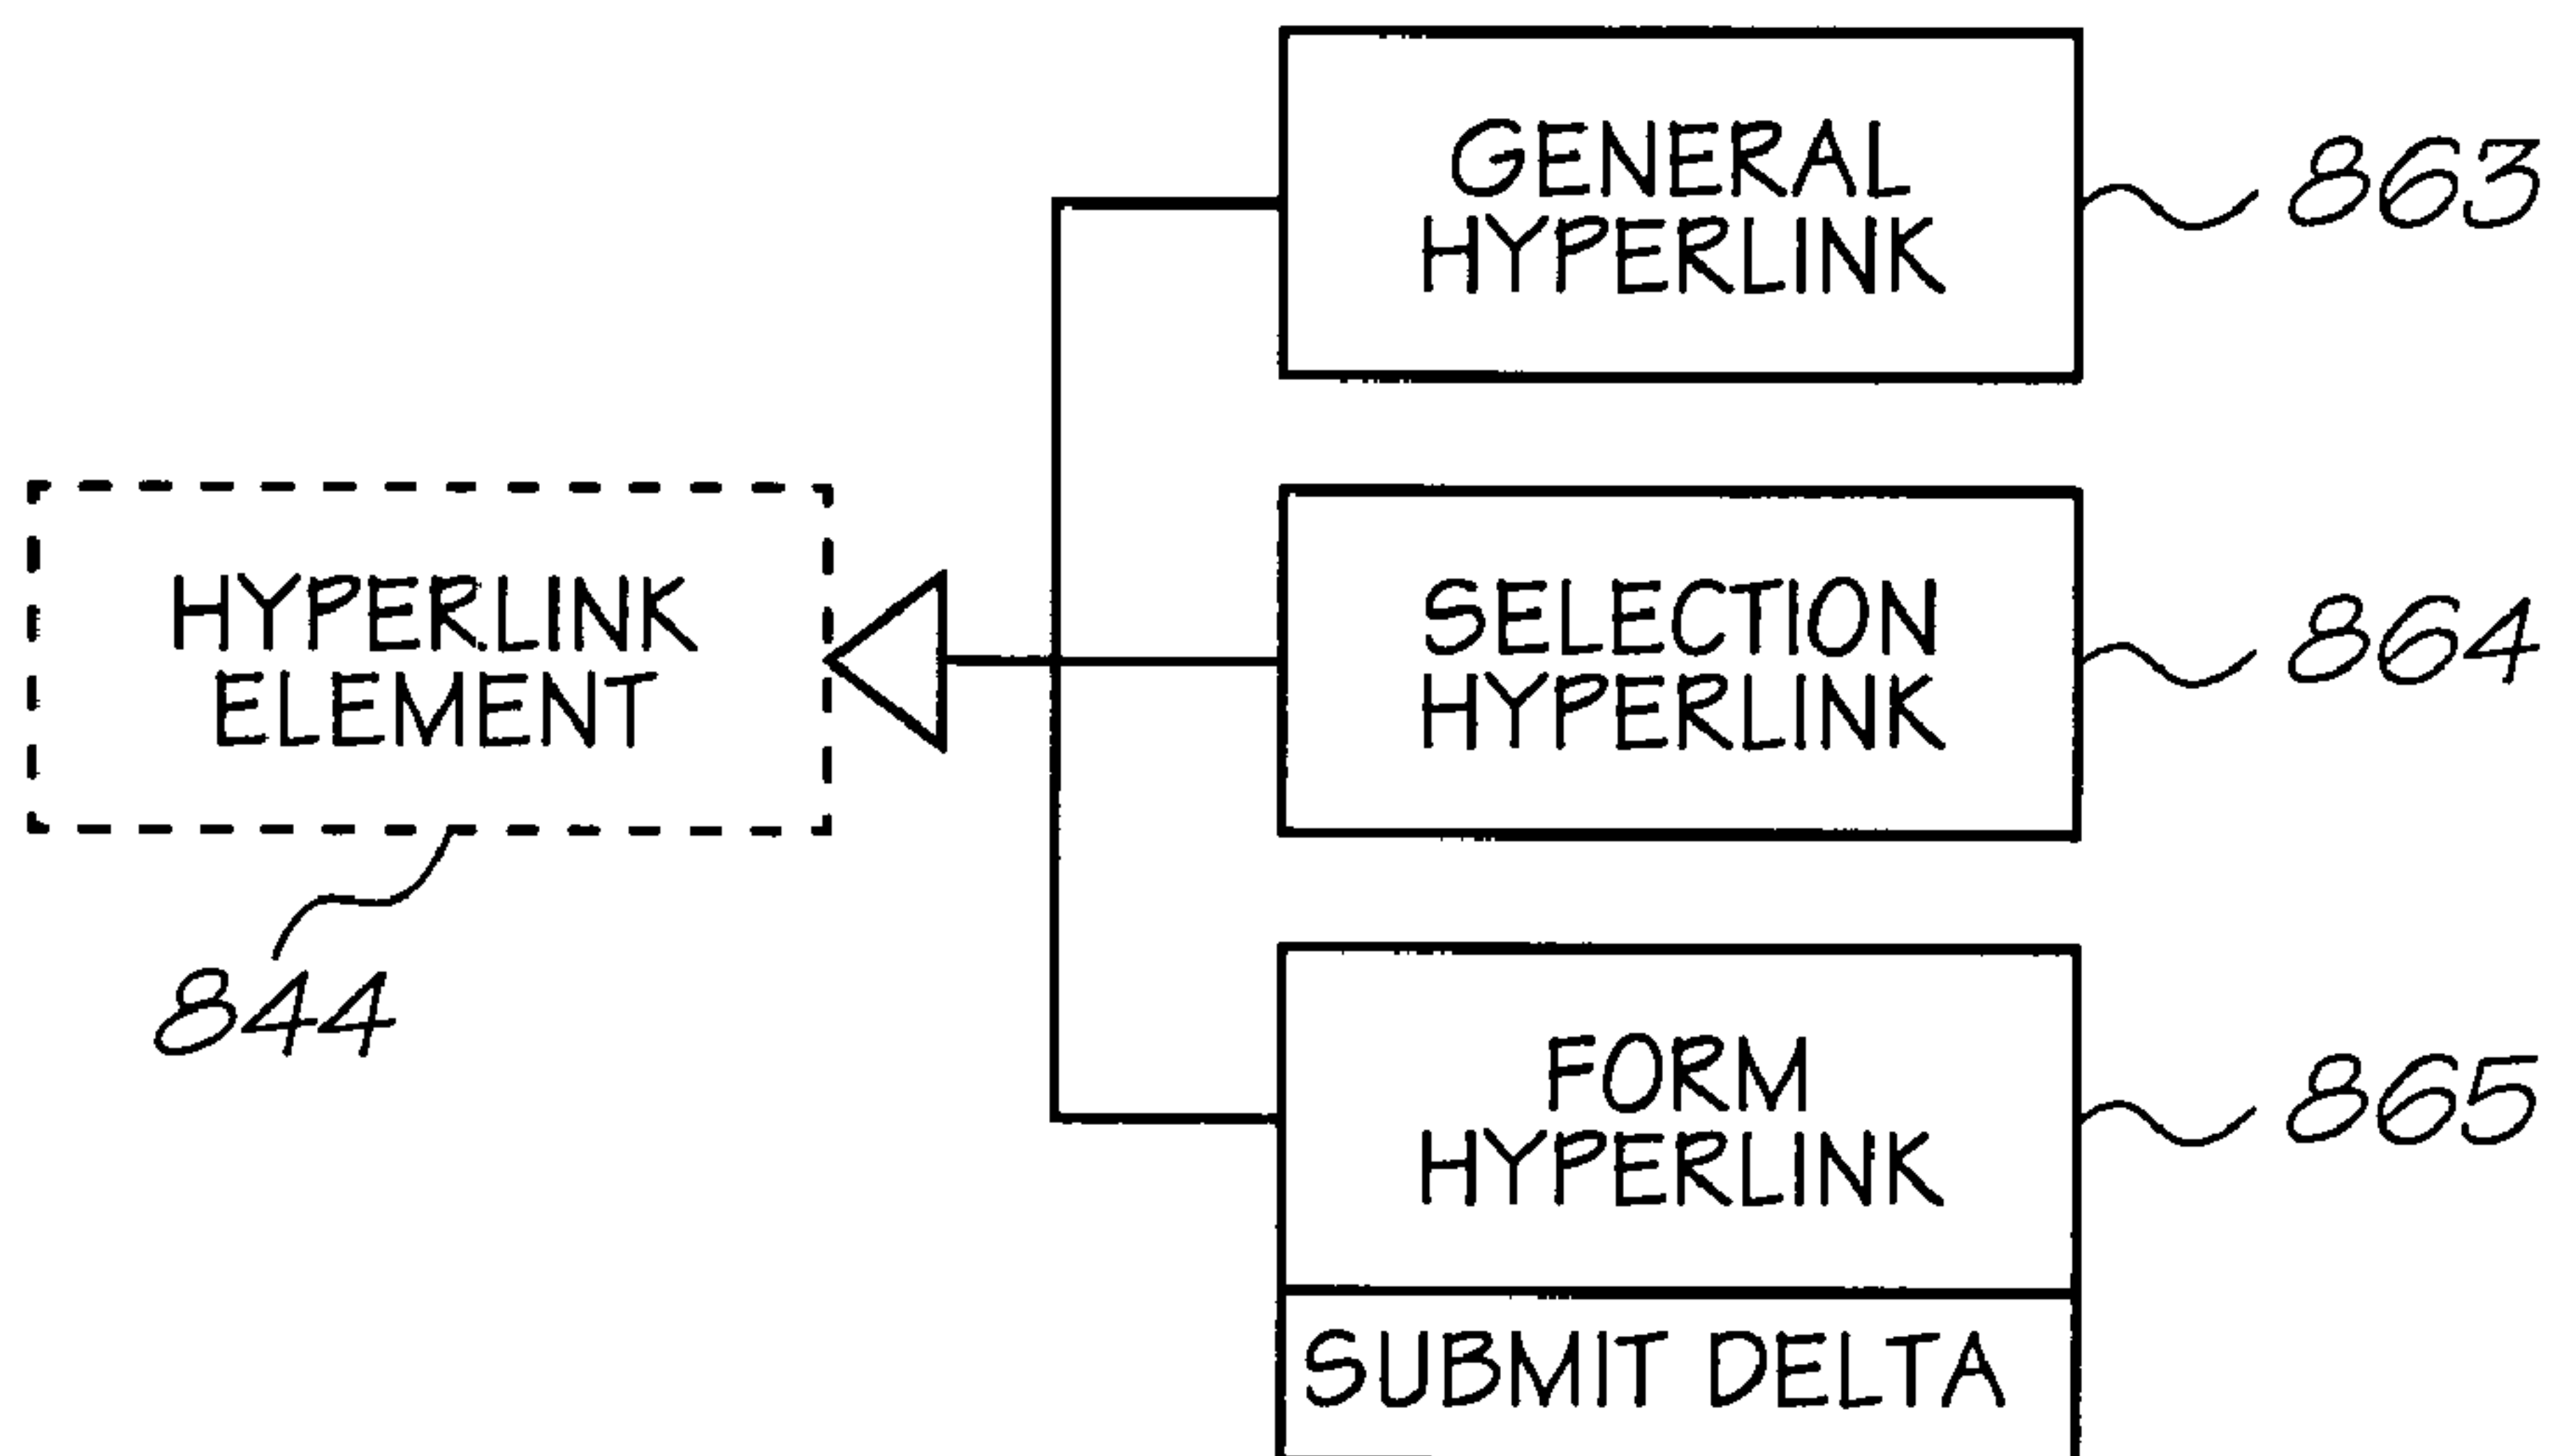 GENERAL
HYPERLINK
863
HYPERLINK
ELEMENT
844
SELECTION
HYPERLINK
864
FORM
HYPERLINK
865
SUBMIT DELTA